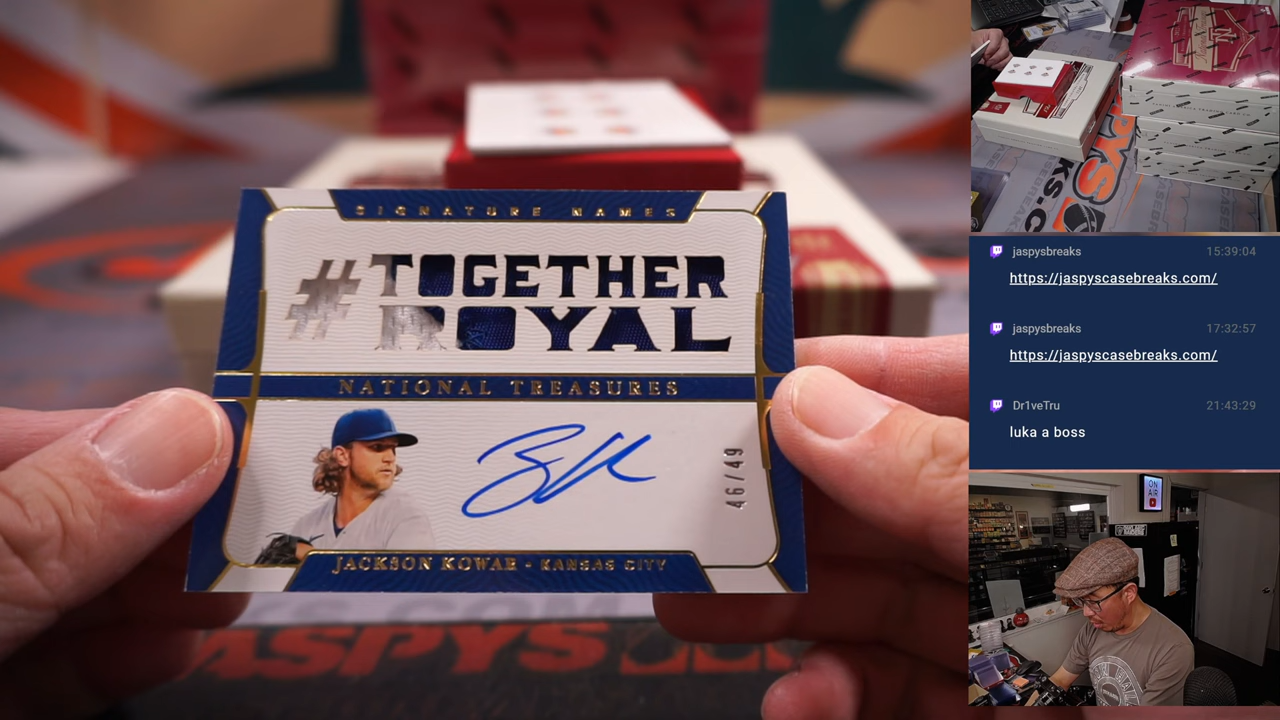 SIGNATURE NAMES
#TOGETHER
ROYAL
NATIONAL TREASURES
46/49
JACKSON KOWAR - KANSAS CITY
JASPYS
jaspysbreaks 15:39:04
https://jaspyscasebreaks.com/
jaspysbreaks 17:32:57
https://jaspyscasebreaks.com/
Dr1veTru 21:43:29
luka a boss
ON
AIR